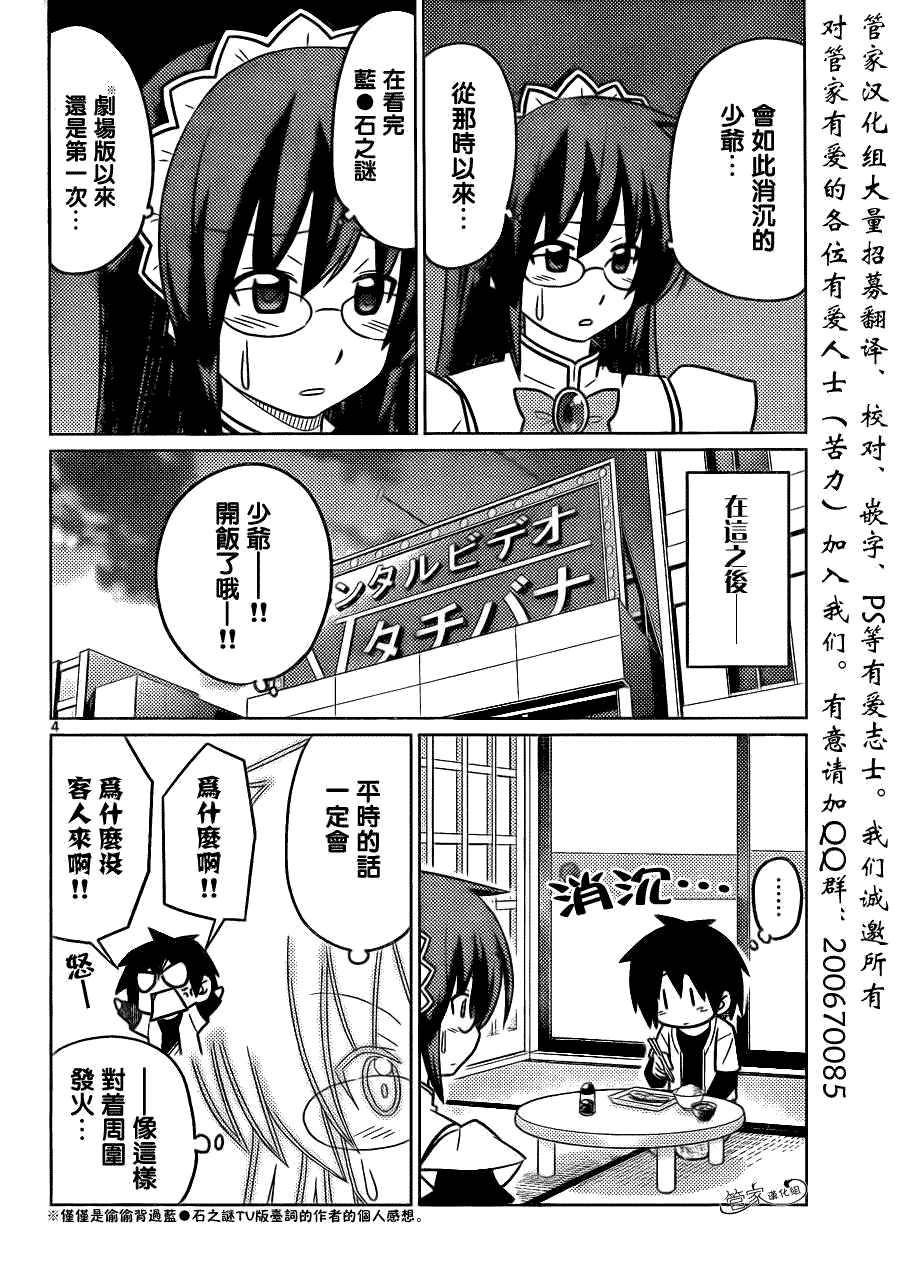 會如此消沉的
少爺…
從那時以來…
在看完
藍●石之謎
※劇場版以來
還是第一次…
在這之後——
少爺——!!
開飯了哦—!!
ンタルビデオ
タチバナ
4
……
消沉…
平時的話
一定會
爲什麼啊!!
爲什麼没
客人來啊!!
怒—
——像這樣
對着周圍
發火…
※僅僅是偷偷背過藍●石之謎TV版臺詞的作者的個人感想。
管家漢化組
管家汉化组大量招募翻译、校对、嵌字、PS等有爱志士。我们诚邀所有
对管家有爱的各位有爱人士(苦力)加入我们。有意请加QQ群:200670085